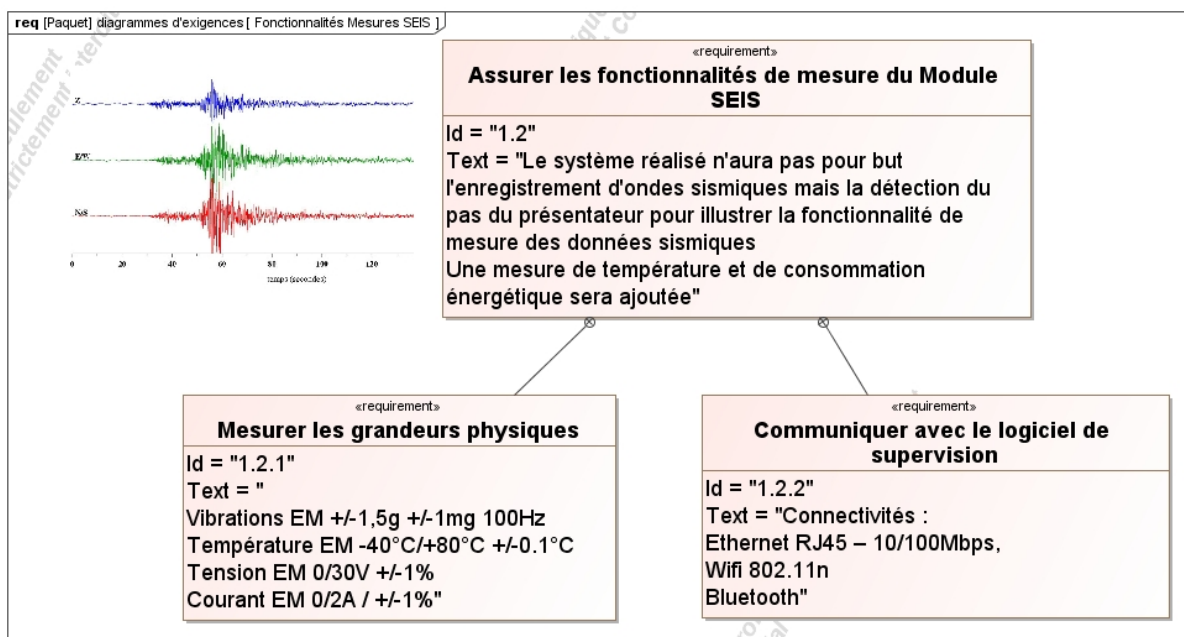 req [Paquet] diagrammes d'exigences [ Fonctionnalités Mesures SEIS ]
Z
E/W
N/S
0 20 40 60 80 100 120
temps (secondes)
«requirement»
Assurer les fonctionnalités de mesure du Module
SEIS
Id = "1.2"
Text = "Le système réalisé n'aura pas pour but
l'enregistrement d'ondes sismiques mais la détection du
pas du présentateur pour illustrer la fonctionnalité de
mesure des données sismiques
Une mesure de température et de consommation
énergétique sera ajoutée"
«requirement»
Mesurer les grandeurs physiques
Id = "1.2.1"
Text = "
Vibrations EM +/-1,5g +/-1mg 100Hz
Température EM -40°C/+80°C +/-0.1°C
Tension EM 0/30V +/-1%
Courant EM 0/2A / +/-1%"
«requirement»
Communiquer avec le logiciel de
supervision
Id = "1.2.2"
Text = "Connectivités :
Ethernet RJ45 – 10/100Mbps,
Wifi 802.11n
Bluetooth"